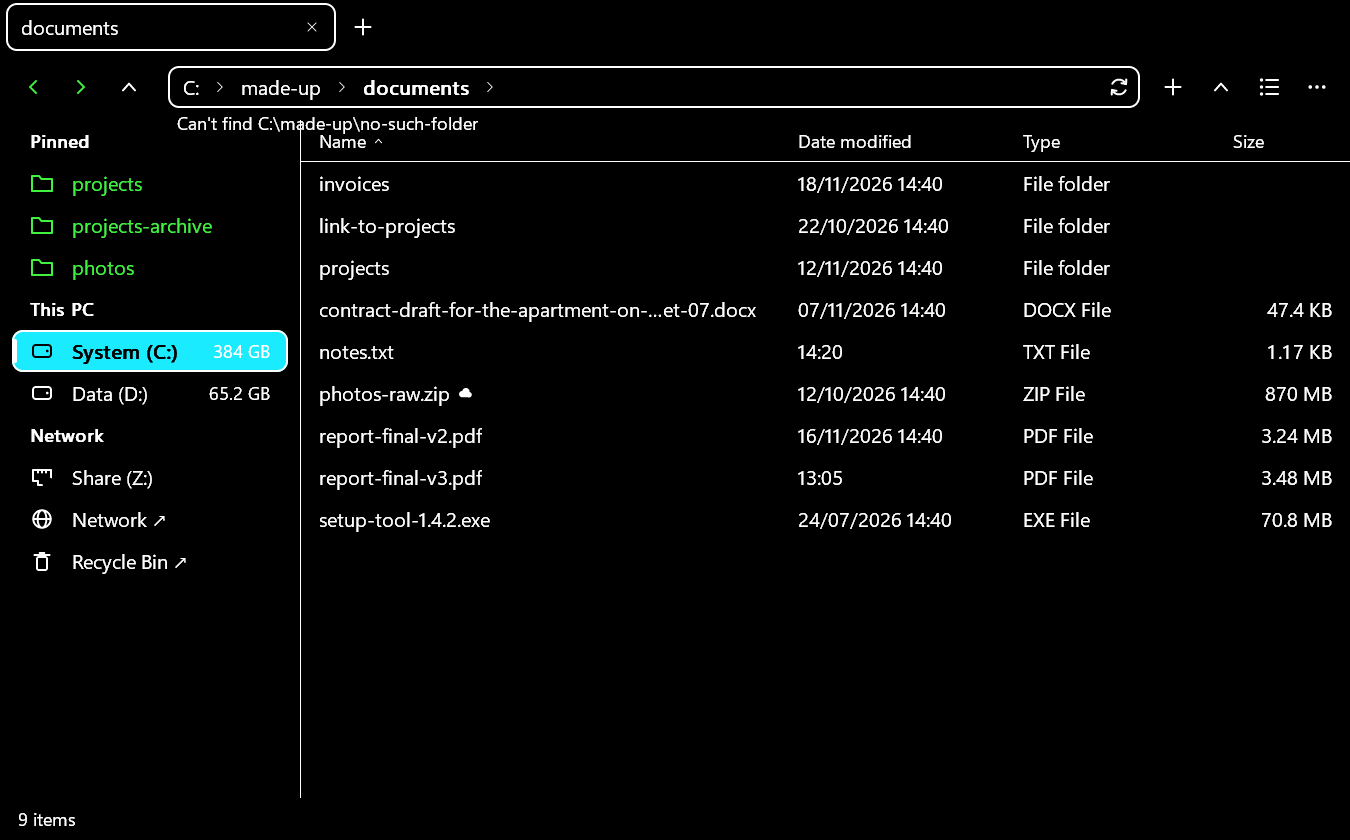 documents
C: made-up documents
Can't find C:\made-up\no-such-folder
Pinned
projects
projects-archive
photos
This PC
System (C:) 384 GB
Data (D:) 65.2 GB
Network
Share (Z:)
Network
Recycle Bin
Name Date modified Type Size
invoices 18/11/2026 14:40 File folder
link-to-projects 22/10/2026 14:40 File folder
projects 12/11/2026 14:40 File folder
contract-draft-for-the-apartment-on-...et-07.docx 07/11/2026 14:40 DOCX File 47.4 KB
notes.txt 14:20 TXT File 1.17 KB
photos-raw.zip 12/10/2026 14:40 ZIP File 870 MB
report-final-v2.pdf 16/11/2026 14:40 PDF File 3.24 MB
report-final-v3.pdf 13:05 PDF File 3.48 MB
setup-tool-1.4.2.exe 24/07/2026 14:40 EXE File 70.8 MB
9 items